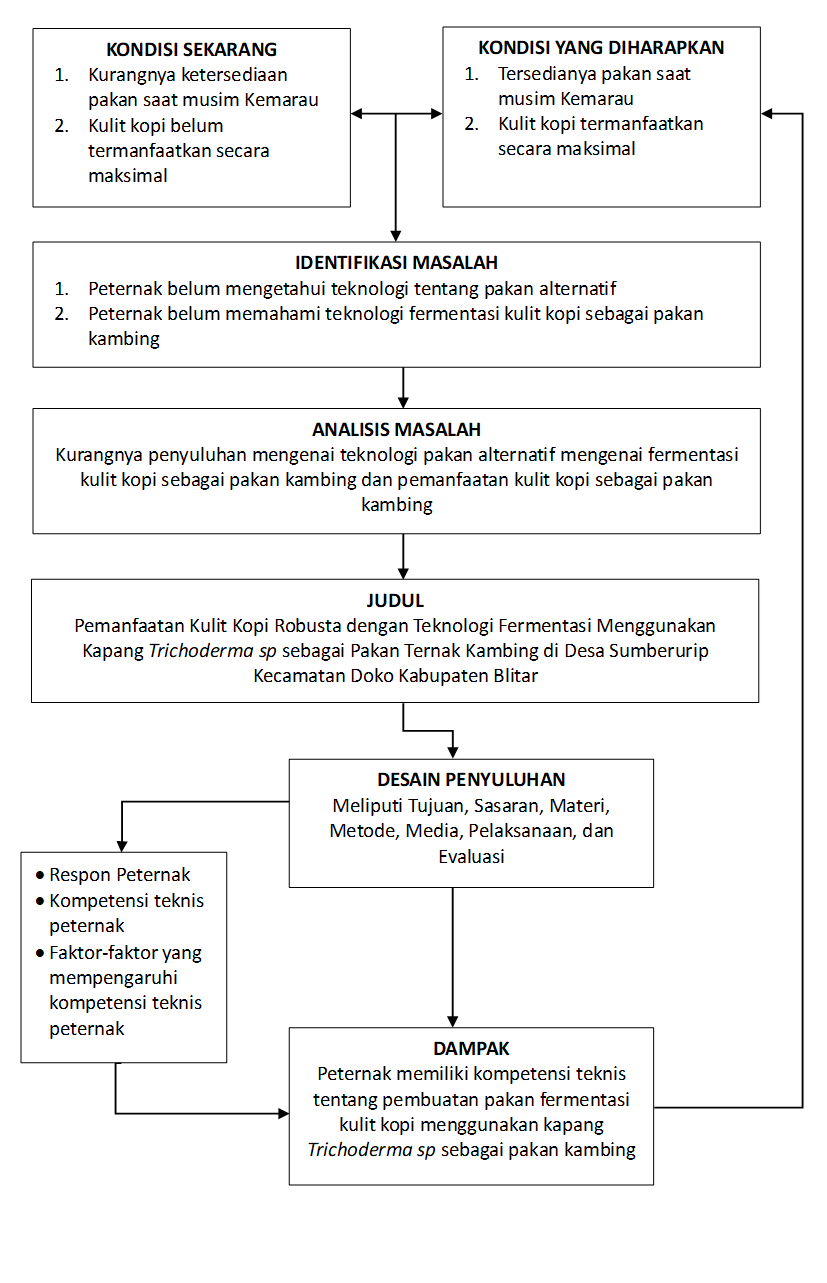 KONDISI SEKARANG
1. Kurangnya ketersediaan
pakan saat musim Kemarau
2. Kulit kopi belum
termanfaatkan secara
maksimal
KONDISI YANG DIHARAPKAN
1. Tersedianya pakan saat
musim Kemarau
2. Kulit kopi termanfaatkan
secara maksimal
IDENTIFIKASI MASALAH
1. Peternak belum mengetahui teknologi tentang pakan alternatif
2. Peternak belum memahami teknologi fermentasi kulit kopi sebagai pakan
kambing
ANALISIS MASALAH
Kurangnya penyuluhan mengenai teknologi pakan alternatif mengenai fermentasi
kulit kopi sebagai pakan kambing dan pemanfaatan kulit kopi sebagai pakan
kambing
JUDUL
Pemanfaatan Kulit Kopi Robusta dengan Teknologi Fermentasi Menggunakan
Kapang Trichoderma sp sebagai Pakan Ternak Kambing di Desa Sumberurip
Kecamatan Doko Kabupaten Blitar
DESAIN PENYULUHAN
Meliputi Tujuan, Sasaran, Materi,
Metode, Media, Pelaksanaan, dan
Evaluasi
• Respon Peternak
• Kompetensi teknis
peternak
• Faktor-faktor yang
mempengaruhi
kompetensi teknis
peternak
DAMPAK
Peternak memiliki kompetensi teknis
tentang pembuatan pakan fermentasi
kulit kopi menggunakan kapang
Trichoderma sp sebagai pakan kambing